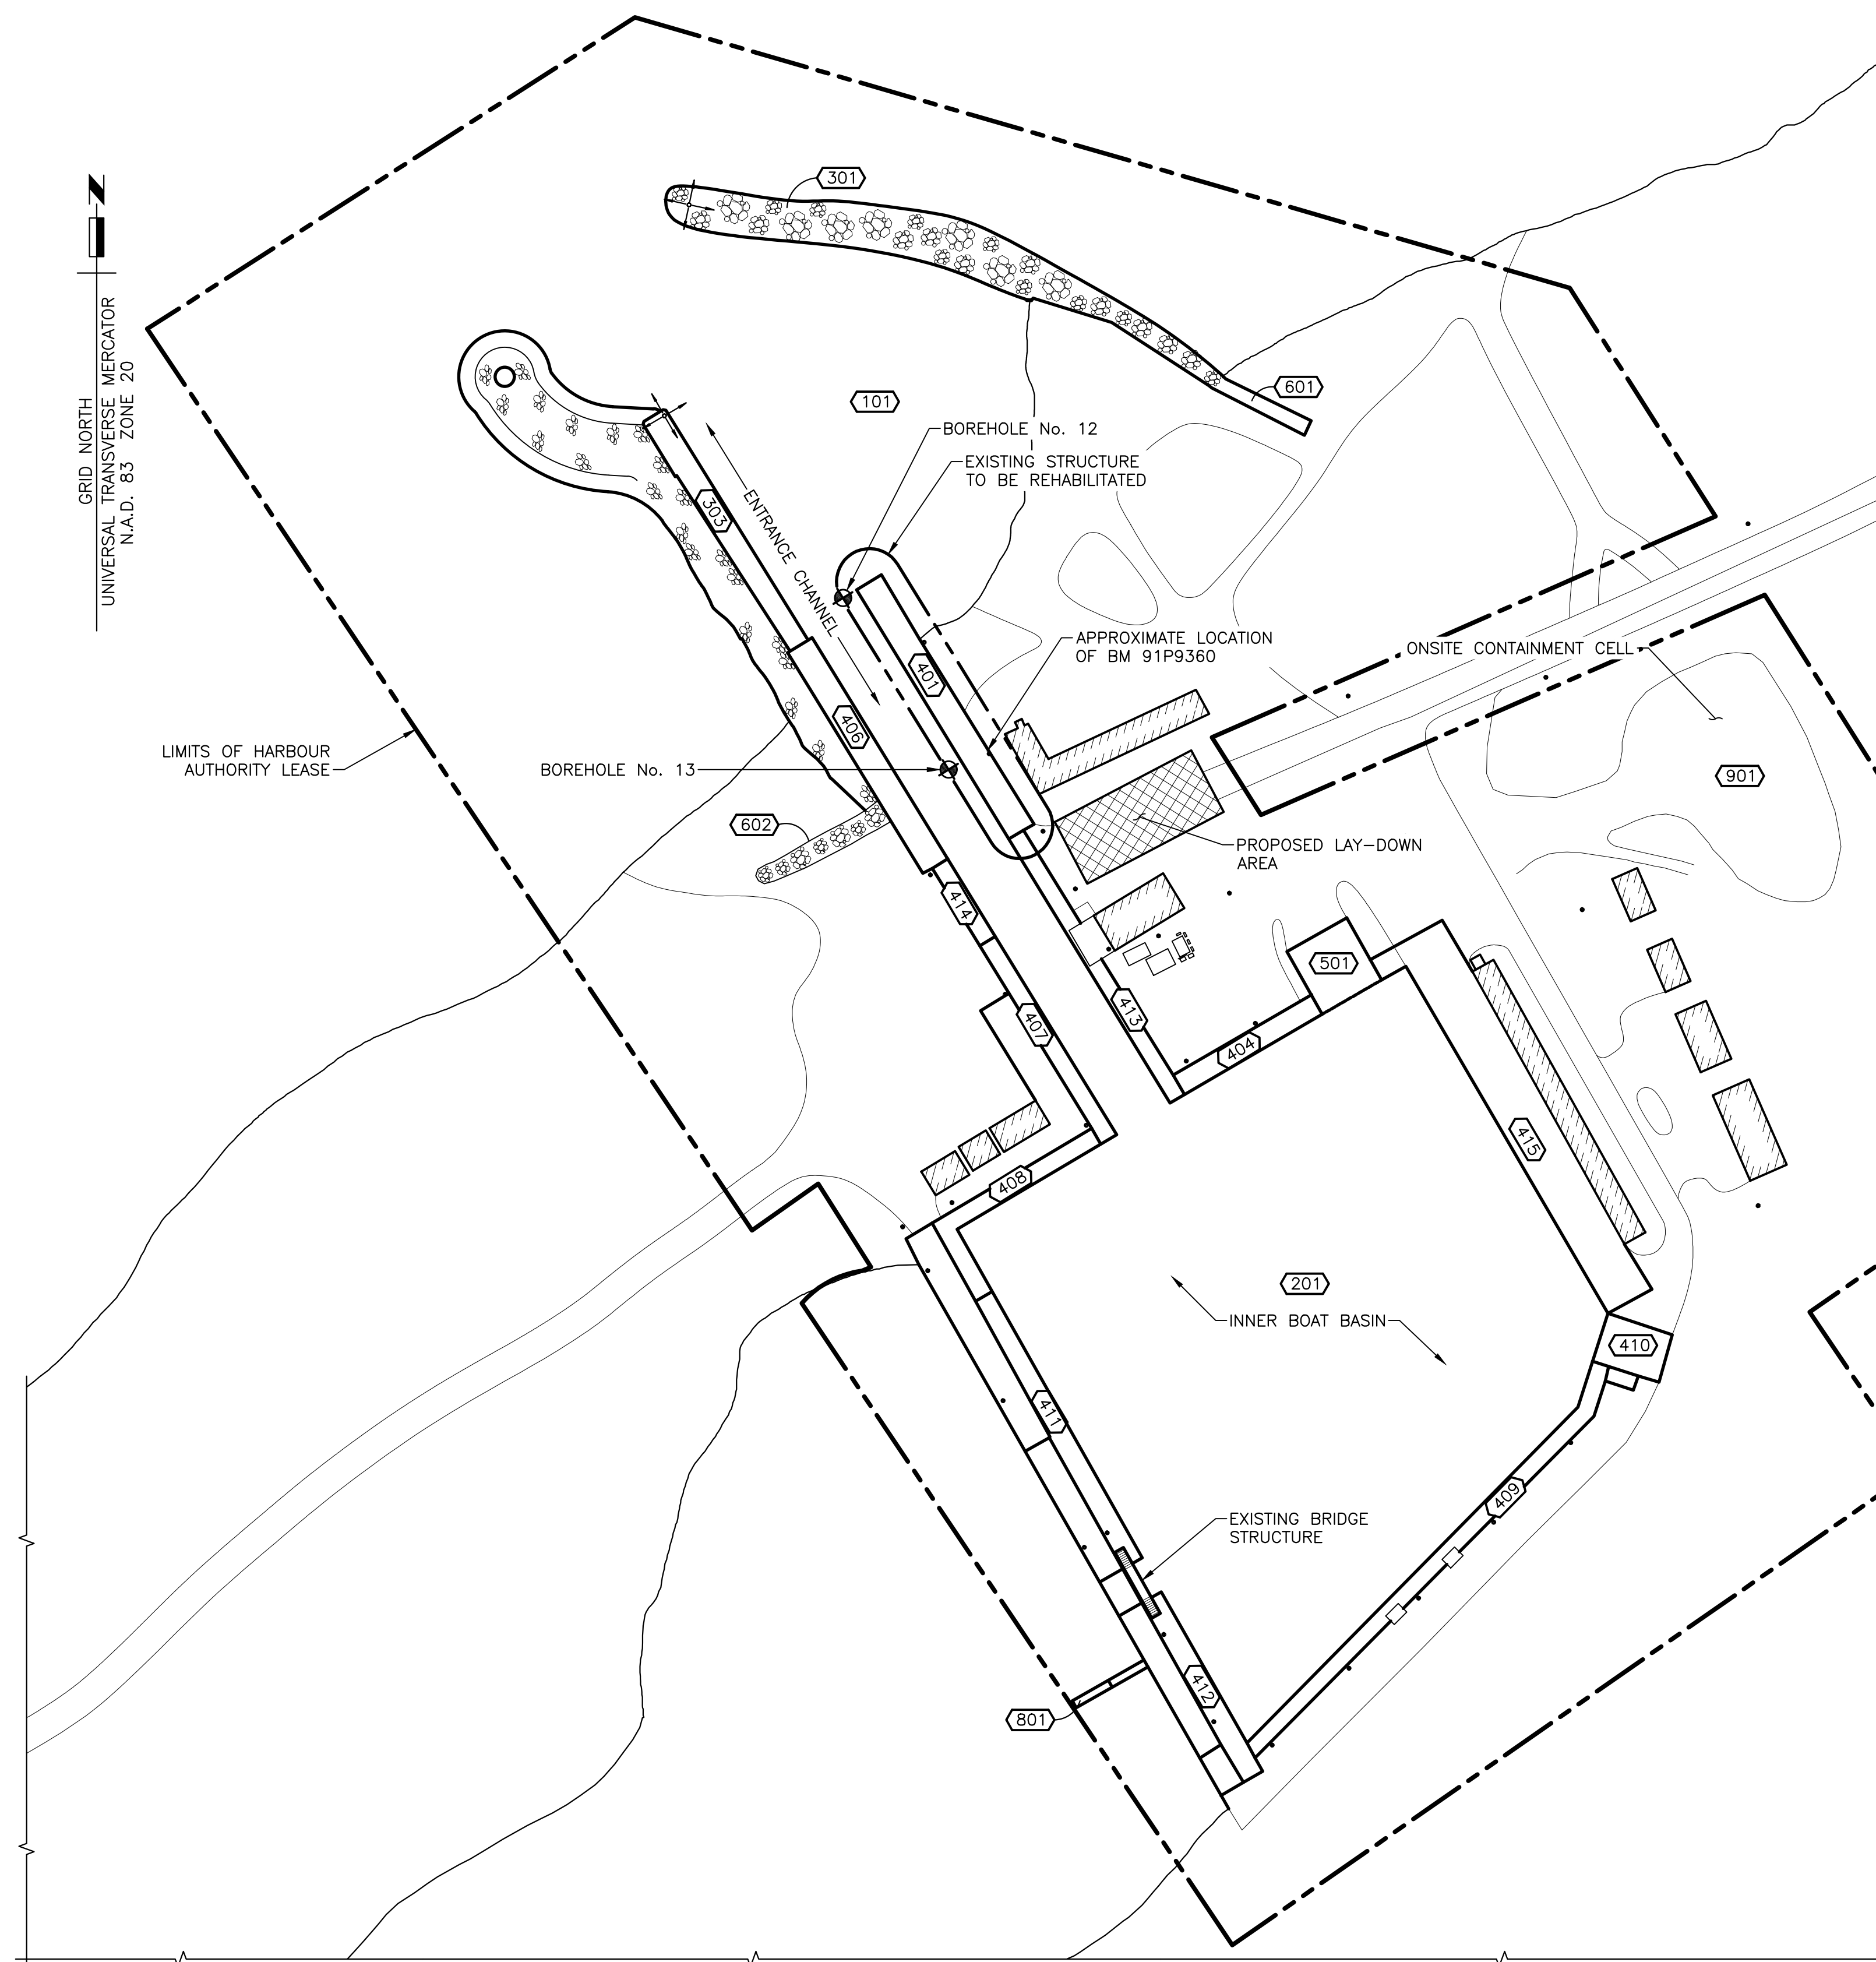 N
GRID NORTH
UNIVERSAL TRANSVERSE MERCATOR
N.A.D. 83 ZONE 20
301
601
101
BOREHOLE No. 12
EXISTING STRUCTURE
TO BE REHABILITATED
303
ENTRANCE CHANNEL
APPROXIMATE LOCATION
OF BM 91P9360
ONSITE CONTAINMENT CELL
401
406
LIMITS OF HARBOUR
AUTHORITY LEASE
BOREHOLE No. 13
901
602
PROPOSED LAY-DOWN
AREA
414
501
413
407
404
415
408
201
INNER BOAT BASIN
410
411
409
EXISTING BRIDGE
STRUCTURE
412
801